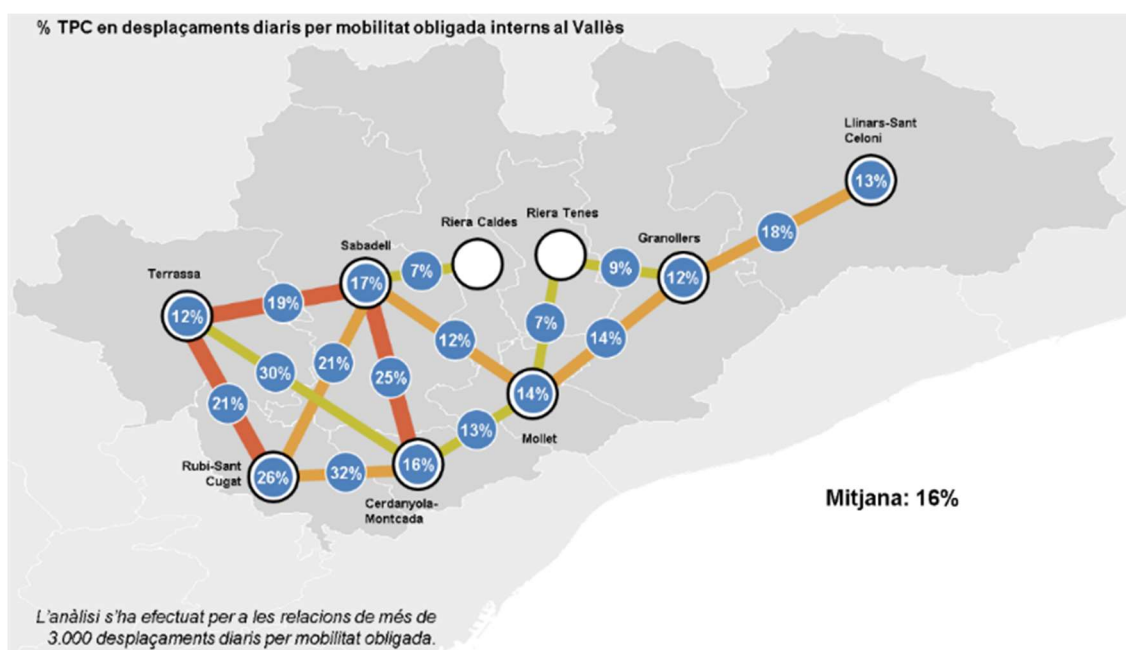 % TPC en desplaçaments diaris per mobilitat obligada interns al Vallès
Llinars-Sant
Celoni
13%
Riera Tenes
Riera Caldes
Granollers
18%
Sabadell
9%
12%
7%
17%
Terrassa
19%
12%
7%
14%
12%
21%
30%
25%
21%
14%
13%
Mollet
Rubí-Sant
Cugat
26%
32%
16%
Cerdanyola-
Montcada
Mitjana: 16%
L'anàlisi s'ha efectuat per a les relacions de més de
3.000 desplaçaments diaris per mobilitat obligada.